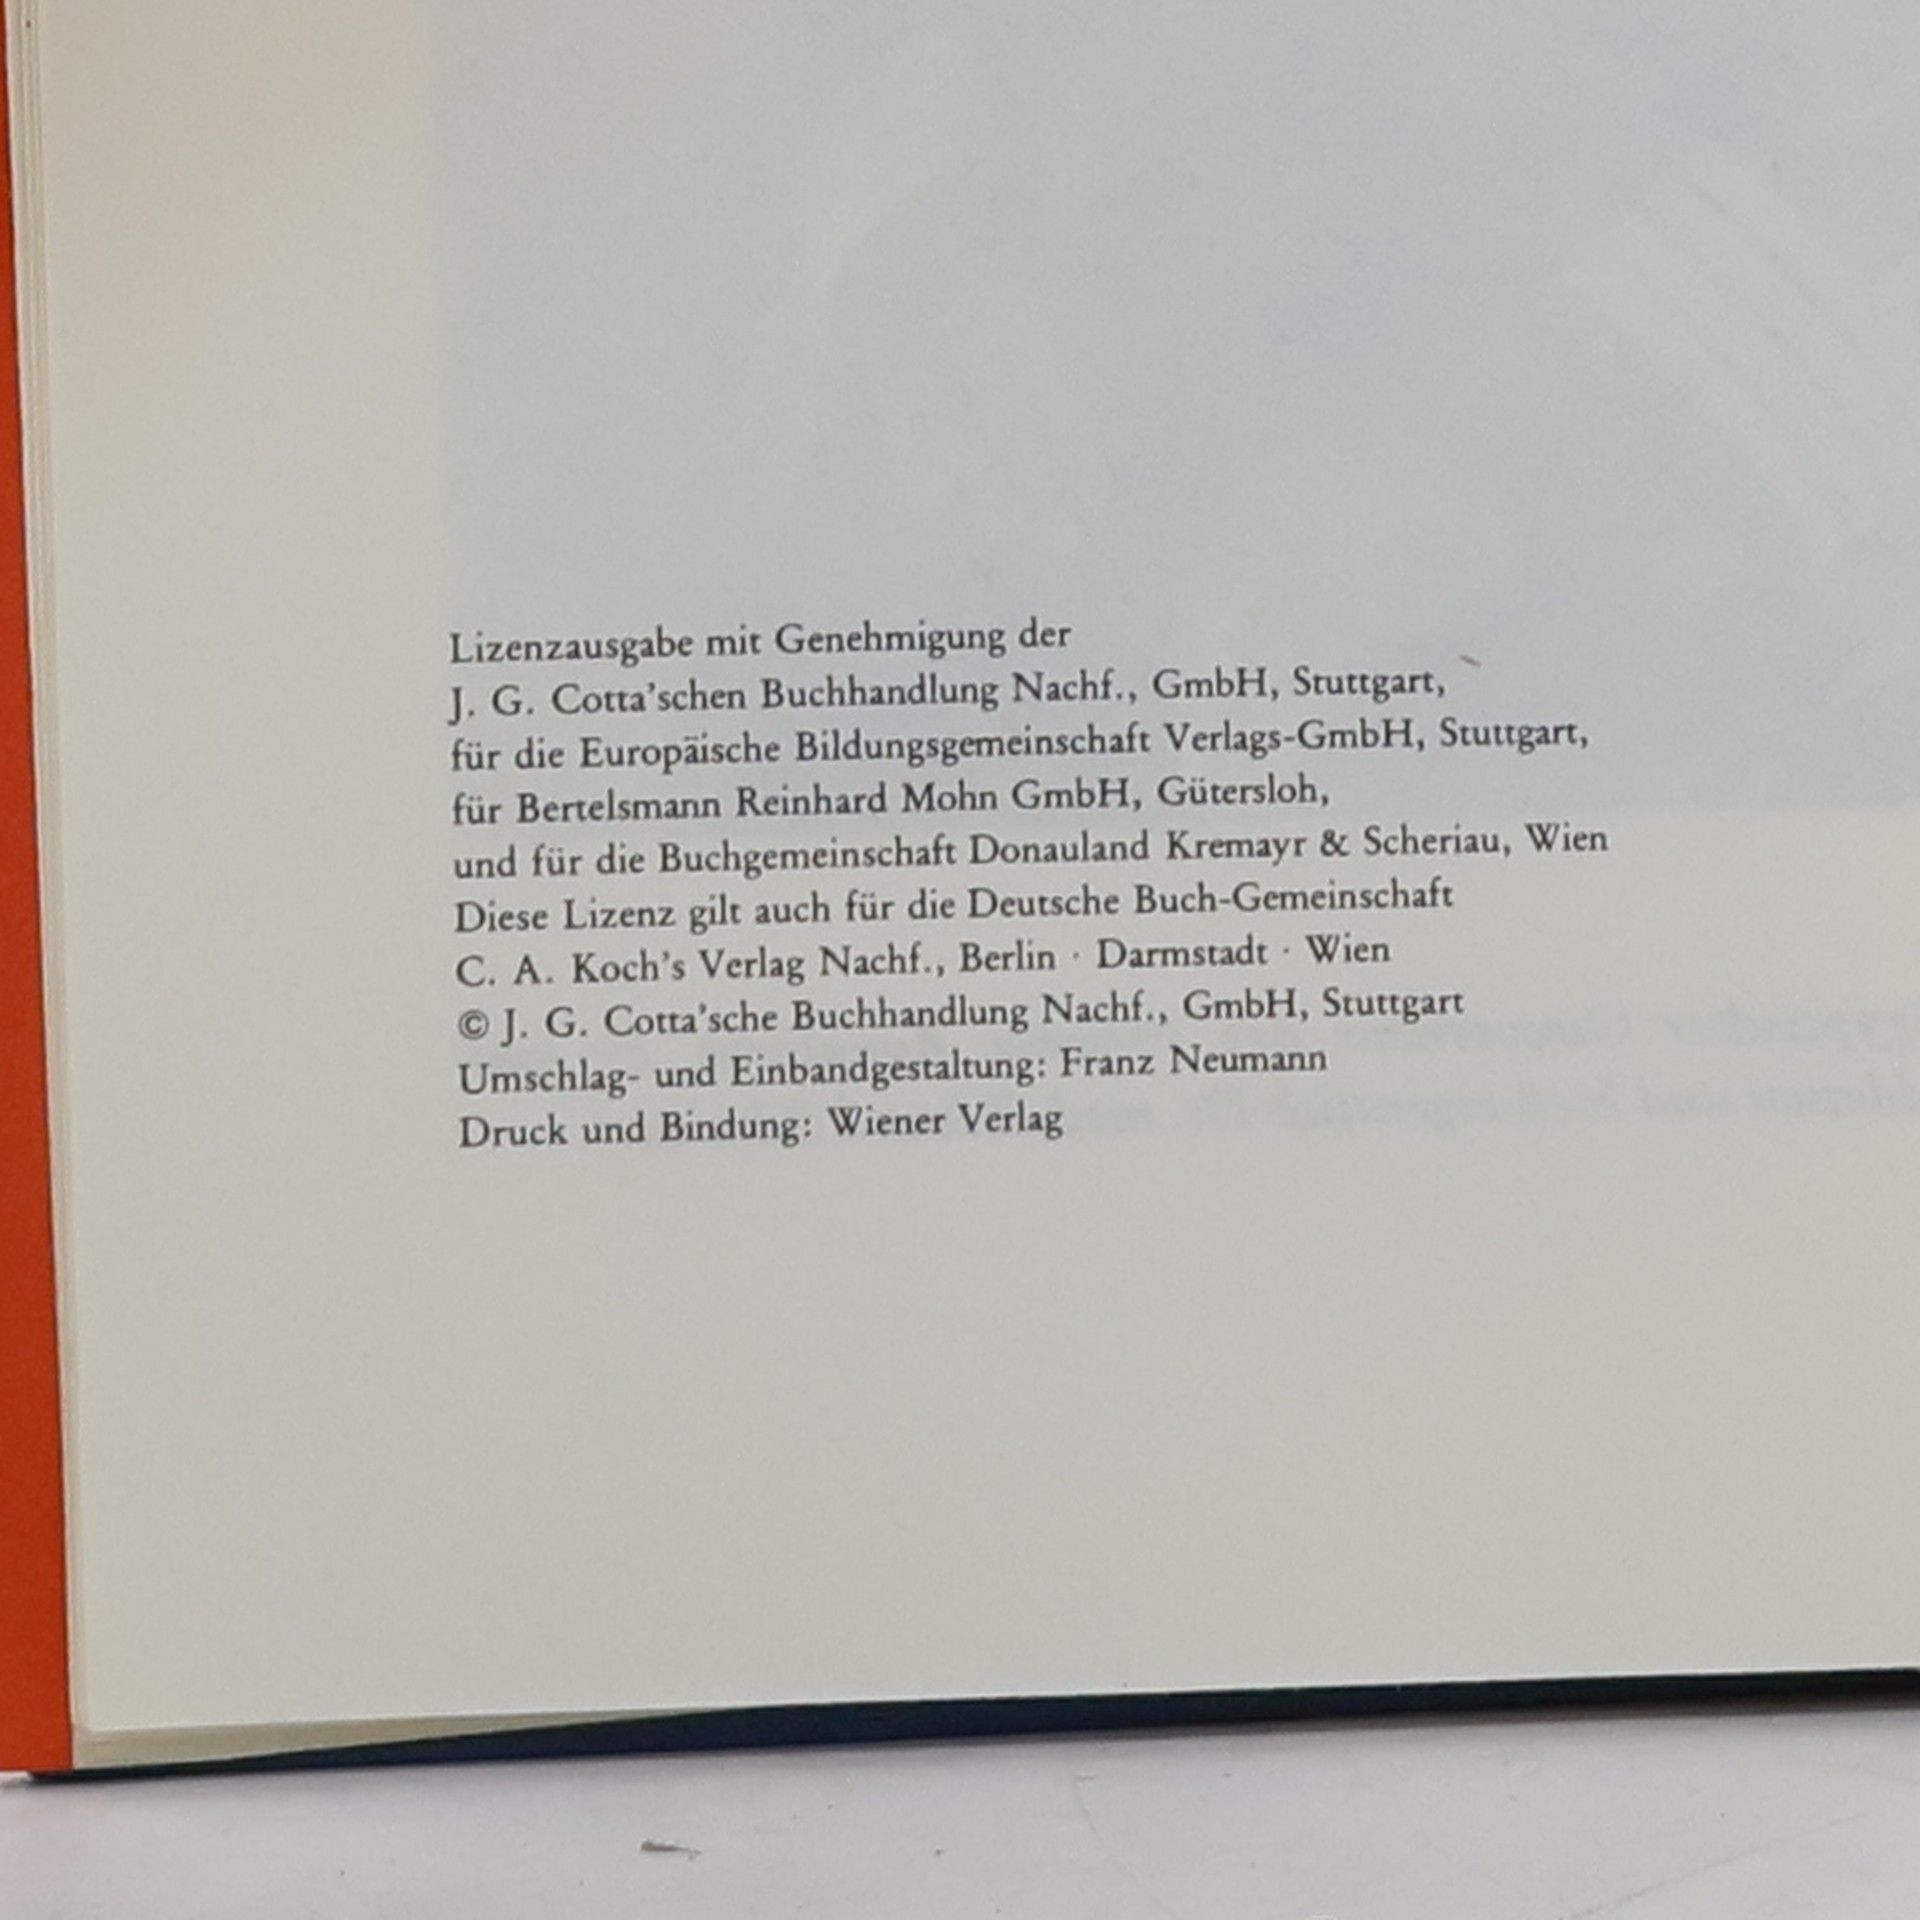 Lizenzausgabe mit Genehmigung der
J. G. Cotta'schen Buchhandlung Nachf., GmbH, Stuttgart,
für die Europäische Bildungsgemeinschaft Verlags-GmbH, Stuttgart,
für Bertelsmann Reinhard Mohn GmbH, Gütersloh,
und für die Buchgemeinschaft Donauland Kremayr & Scheriau, Wien
Diese Lizenz gilt auch für die Deutsche Buch-Gemeinschaft
C. A. Koch's Verlag Nachf., Berlin · Darmstadt · Wien
© J. G. Cotta'sche Buchhandlung Nachf., GmbH, Stuttgart
Umschlag- und Einbandgestaltung: Franz Neumann
Druck und Bindung: Wiener Verlag